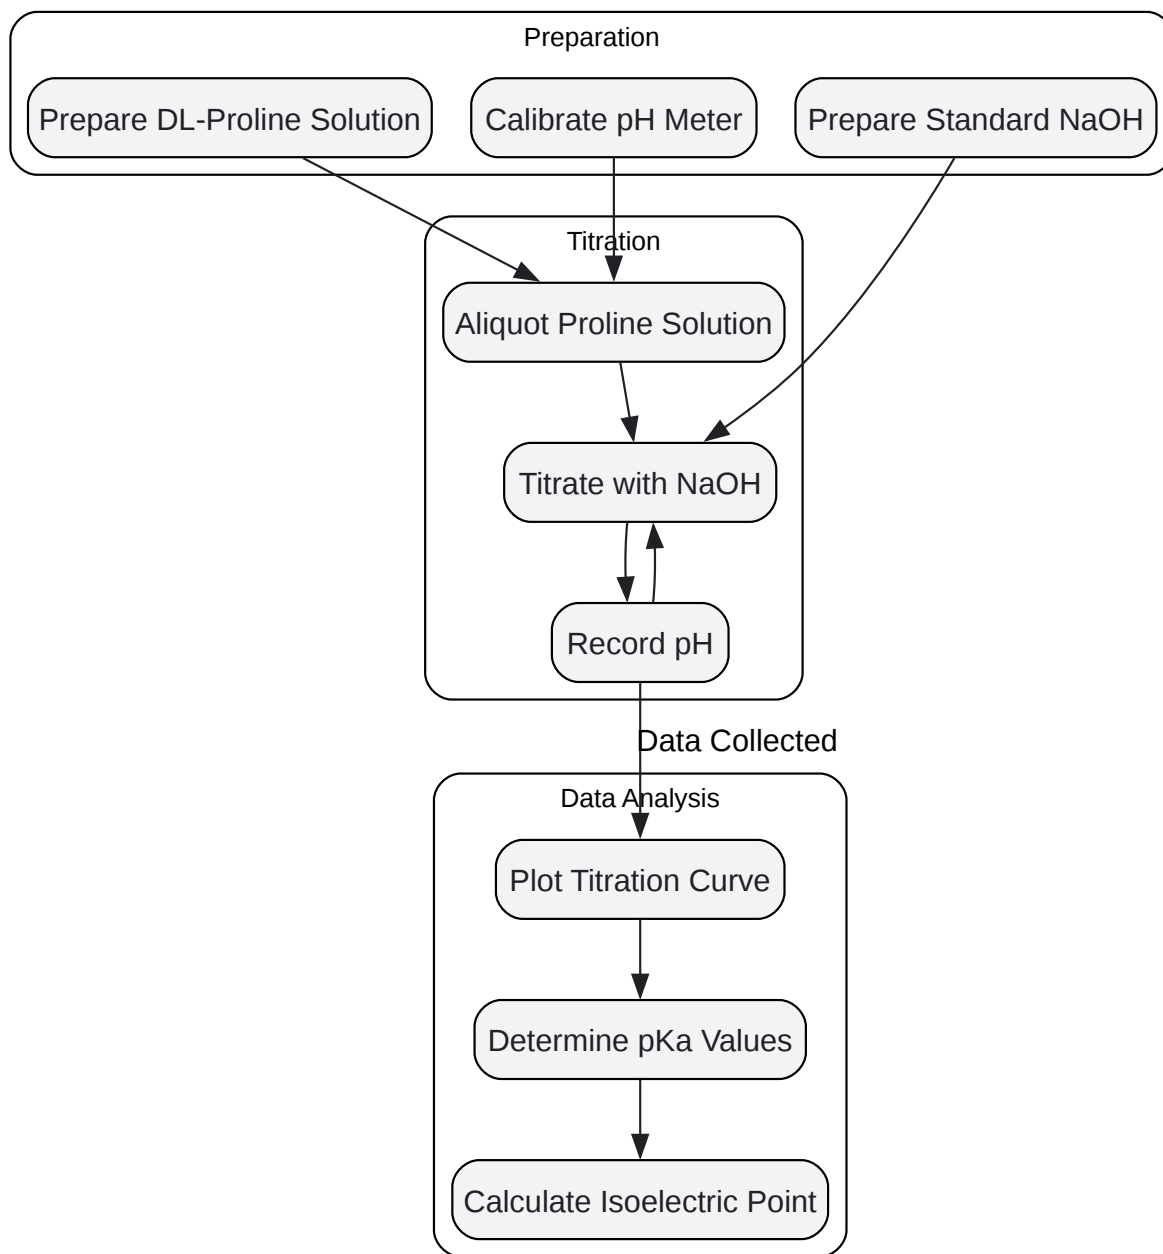 Preparation
Prepare DL-Proline Solution
Calibrate pH Meter
Prepare Standard NaOH
Titration
Aliquot Proline Solution
Titrate with NaOH
Record pH
Data Collected
Data Analysis
Plot Titration Curve
Determine pKa Values
Calculate Isoelectric Point